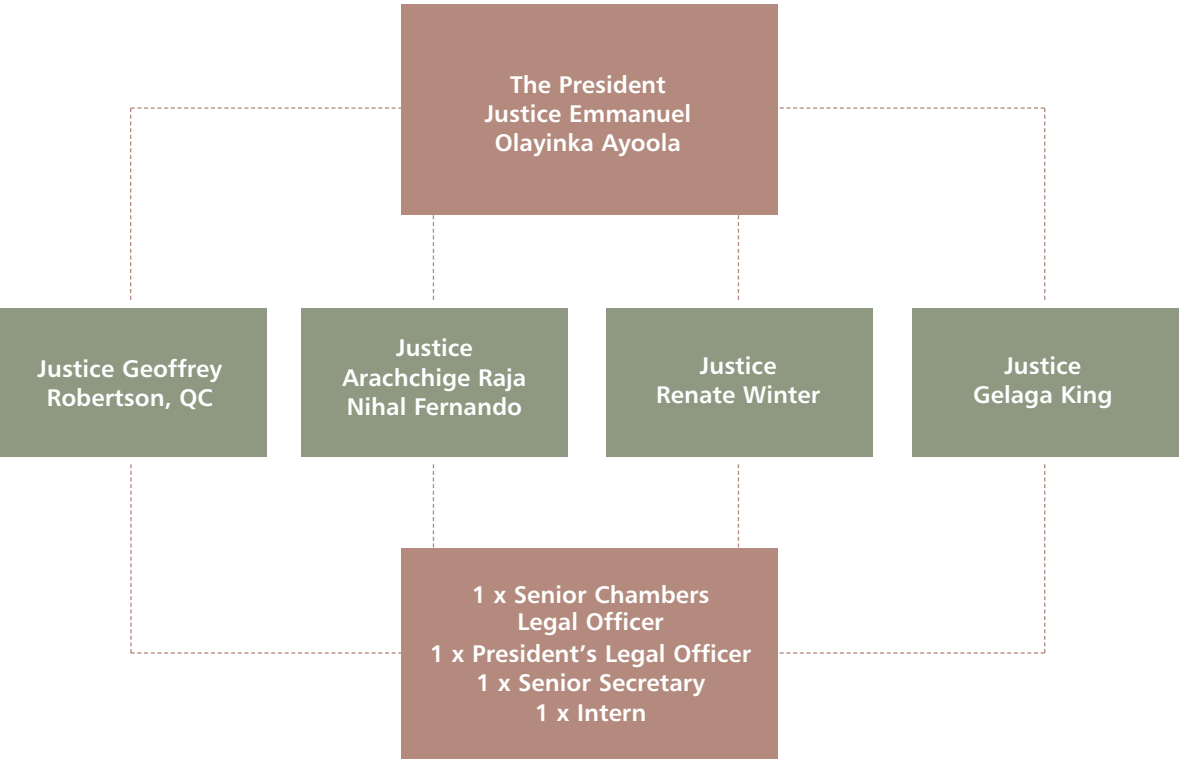 The President
Justice Emmanuel
Olayinka Ayoola
Justice Geoffrey
Robertson, QC
Justice
Arachchige Raja
Nihal Fernando
Justice
Renate Winter
Justice
Gelaga King
1 x Senior Chambers
Legal Officer
1 x President’s Legal Officer
1 x Senior Secretary
1 x Intern